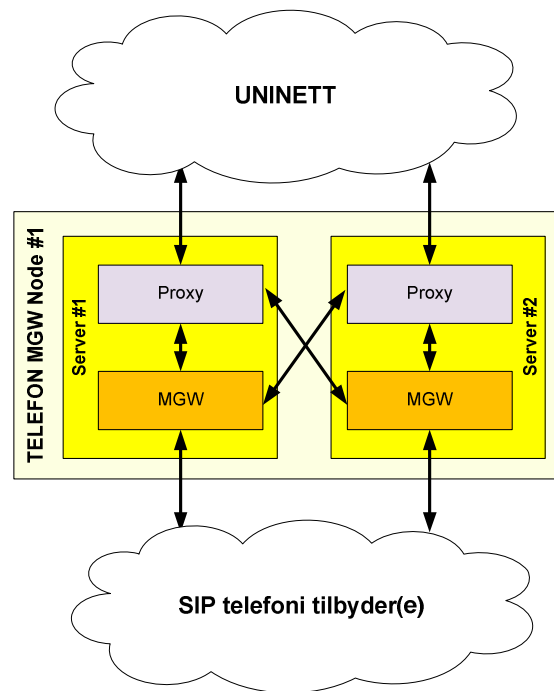 UNINETT
TELEFON MGW Node #1
Server #1
Proxy
MGW
Proxy
MGW
Server #2
SIP telefoni tilbyder(e)